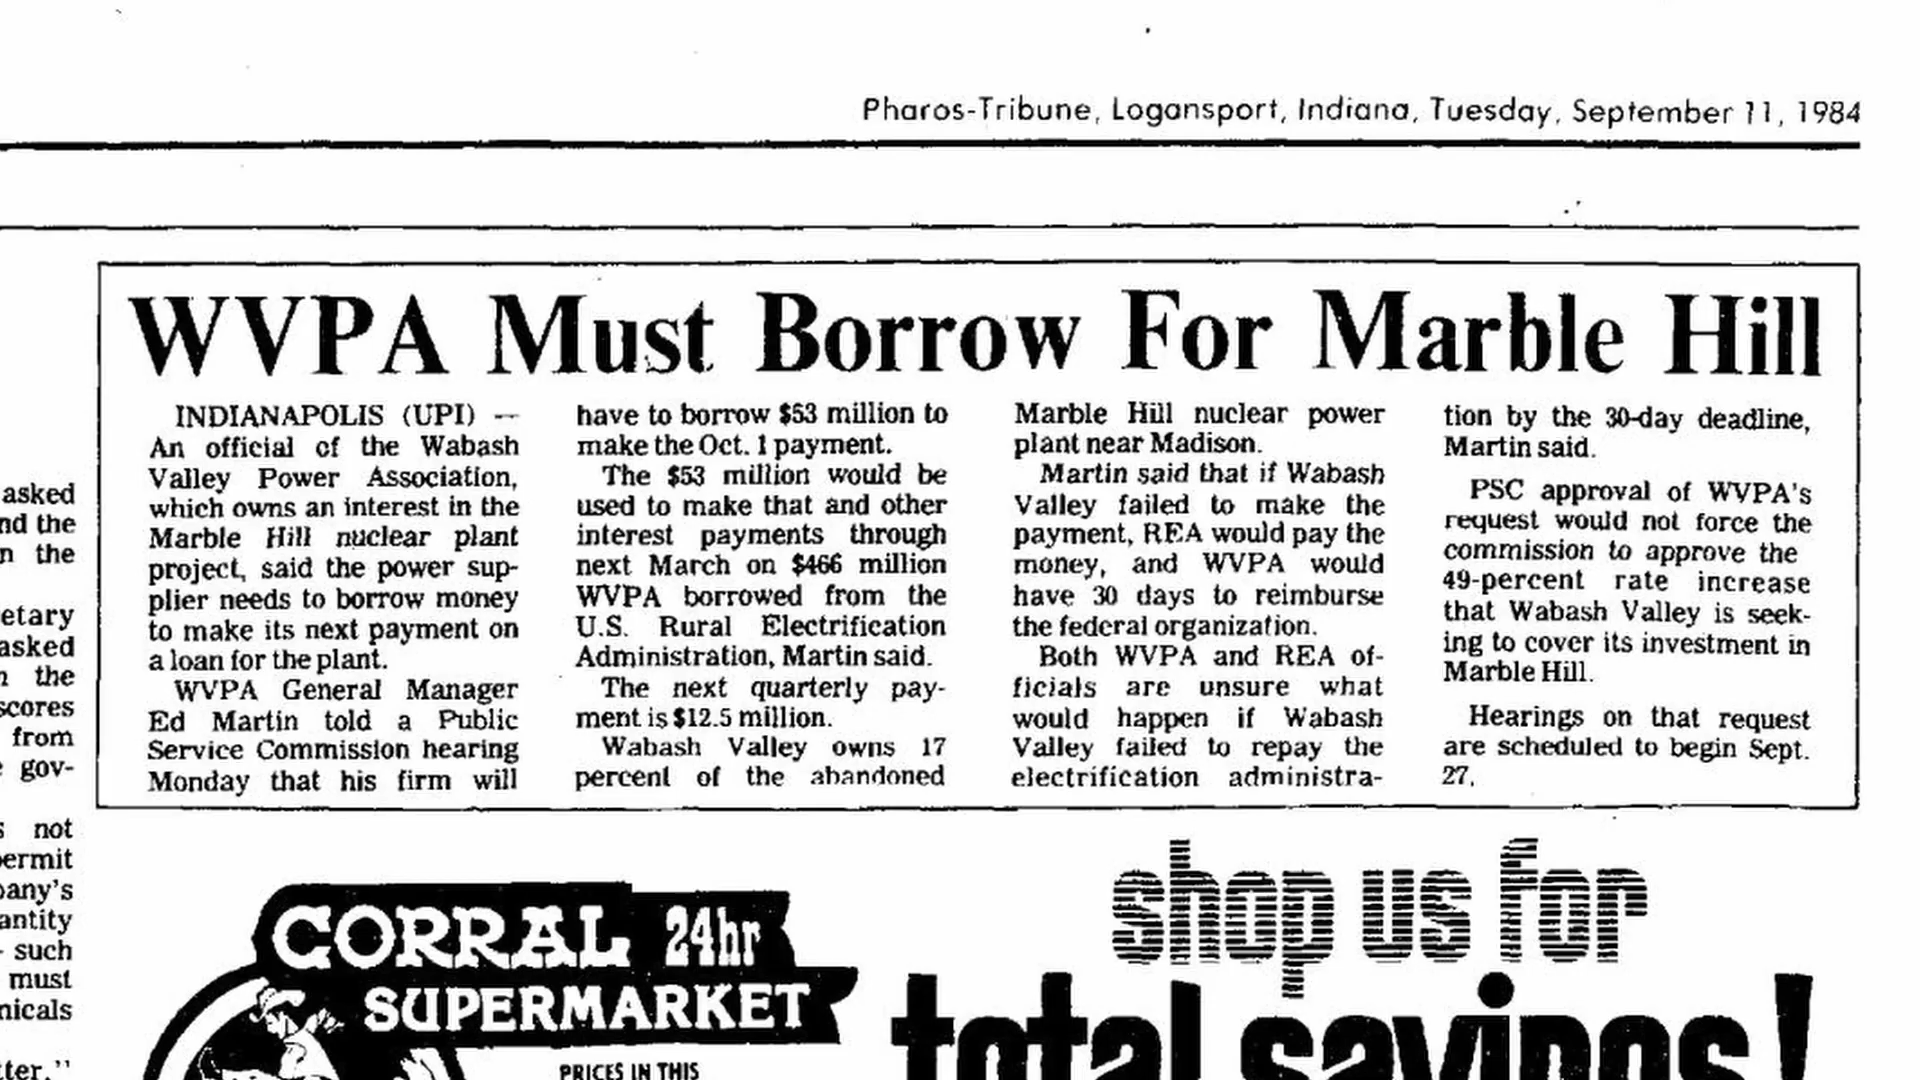 Pharos-Tribune, Logansport, Indiana, Tuesday, September 11, 1984
WVPA Must Borrow For Marble Hill
INDIANAPOLIS (UPI) —
An official of the Wabash
Valley Power Association,
which owns an interest in the
Marble Hill nuclear plant
project, said the power sup-
plier needs to borrow money
to make its next payment on
a loan for the plant.
WVPA General Manager
Ed Martin told a Public
Service Commission hearing
Monday that his firm will
have to borrow $53 million to
make the Oct. 1 payment.
The $53 million would be
used to make that and other
interest payments through
next March on $466 million
WVPA borrowed from the
U.S. Rural Electrification
Administration, Martin said.
The next quarterly pay-
ment is $12.5 million.
Wabash Valley owns 17
percent of the abandoned
Marble Hill nuclear power
plant near Madison.
Martin said that if Wabash
Valley failed to make the
payment, REA would pay the
money, and WVPA would
have 30 days to reimburse
the federal organization.
Both WVPA and REA of-
ficials are unsure what
would happen if Wabash
Valley failed to repay the
electrification administra-
tion by the 30-day deadline,
Martin said.
PSC approval of WVPA's
request would not force the
commission to approve the
49-percent rate increase
that Wabash Valley is seek-
ing to cover its investment in
Marble Hill.
Hearings on that request
are scheduled to begin Sept.
27.
asked
nd the
n the
etary
asked
the
scores
from
gov-
not
ermit
any's
antity
such
must
nicals
tter."
CORRAL 24hr
SUPERMARKET
PRICES IN THIS
shop us for
total savings!